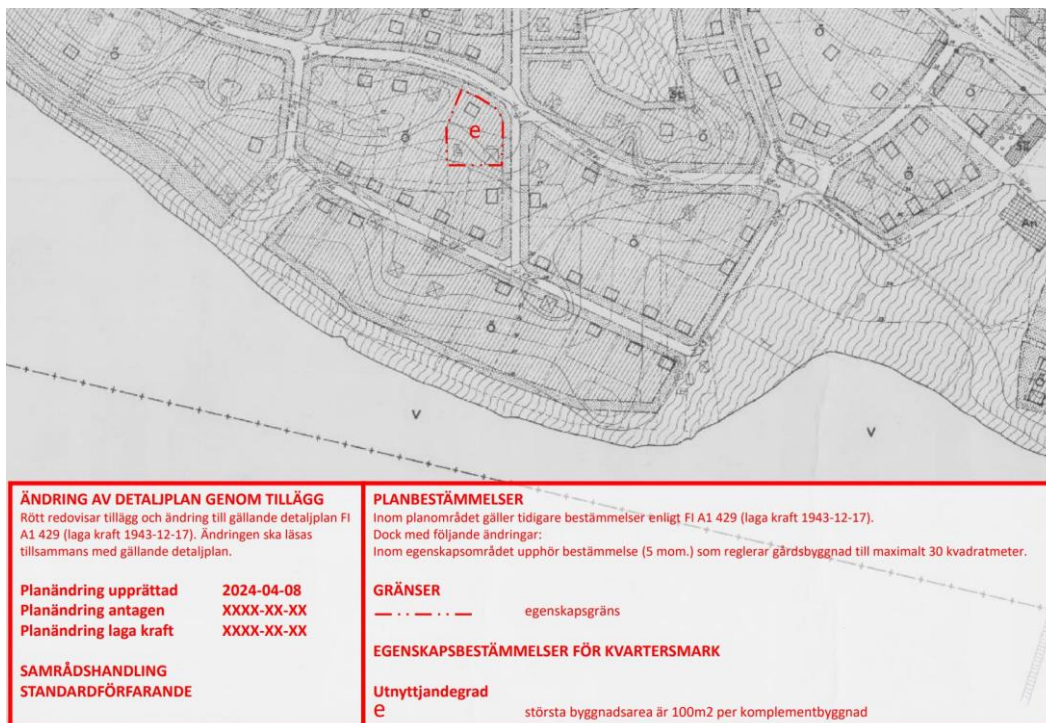 e
ö
ö
ö
ö
ö
An
V
V
ÄNDRING AV DETALJPLAN GENOM TILLÄGG
Rött redovisar tillägg och ändring till gällande detaljplan FI
A1 429 (laga kraft 1943-12-17). Ändringen ska läsas
tillsammans med gällande detaljplan.
Planändring upprättad 2024-04-08
Planändring antagen XXXX-XX-XX
Planändring laga kraft XXXX-XX-XX
SAMRÅDSHANDLING
STANDARDFÖRFARANDE
PLANBESTÄMMELSER
Inom planområdet gäller tidigare bestämmelser enligt FI A1 429 (laga kraft 1943-12-17).
Dock med följande ändringar:
Inom egenskapsområdet upphör bestämmelse (5 mom.) som reglerar gårdsbyggnad till maximalt 30 kvadratmeter.
GRÄNSER
egenskapsgräns
EGENSKAPSBESTÄMMELSER FÖR KVARTERSMARK
Utnyttjandegrad
e största byggnadsarea är 100m2 per komplementbyggnad